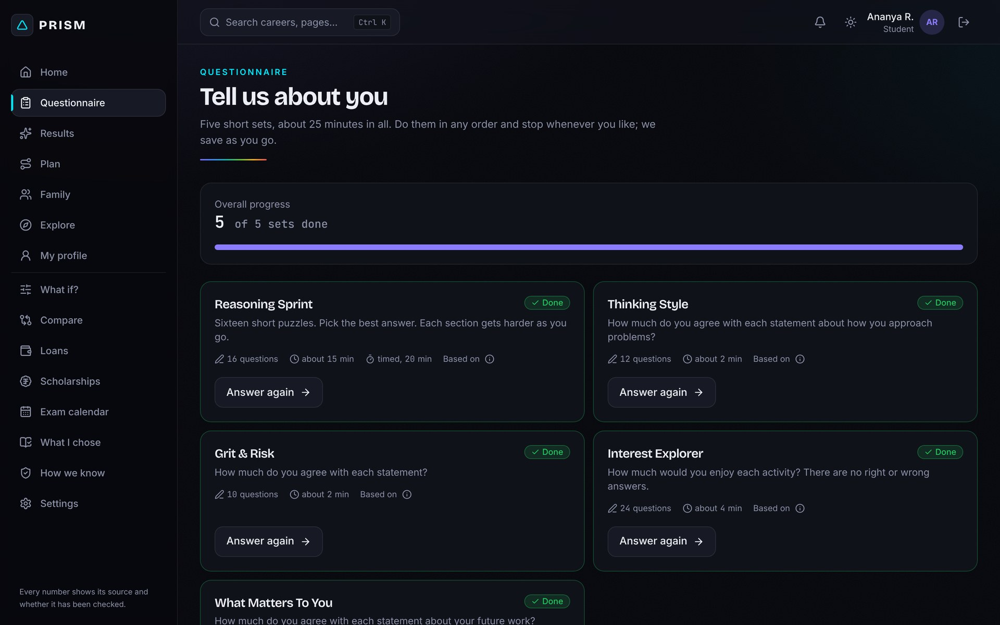 PRISM
Search careers, pages...
Ctrl K
Ananya R.
Student
AR
Home
Questionnaire
Results
Plan
Family
Explore
My profile
What if?
Compare
Loans
Scholarships
Exam calendar
What I chose
How we know
Settings
Every number shows its source and
whether it has been checked.
QUESTIONNAIRE
Tell us about you
Five short sets, about 25 minutes in all. Do them in any order and stop whenever you like; we
save as you go.
Overall progress
5 of 5 sets done
Reasoning Sprint
Done
Sixteen short puzzles. Pick the best answer. Each section gets harder as you
go.
16 questions about 15 min timed, 20 min Based on
Answer again
Thinking Style
Done
How much do you agree with each statement about how you approach
problems?
12 questions about 2 min Based on
Answer again
Grit & Risk
Done
How much do you agree with each statement?
10 questions about 2 min Based on
Answer again
Interest Explorer
Done
How much would you enjoy each activity? There are no right or wrong
answers.
24 questions about 4 min Based on
Answer again
What Matters To You
Done
How much do you agree with each statement about your future work?